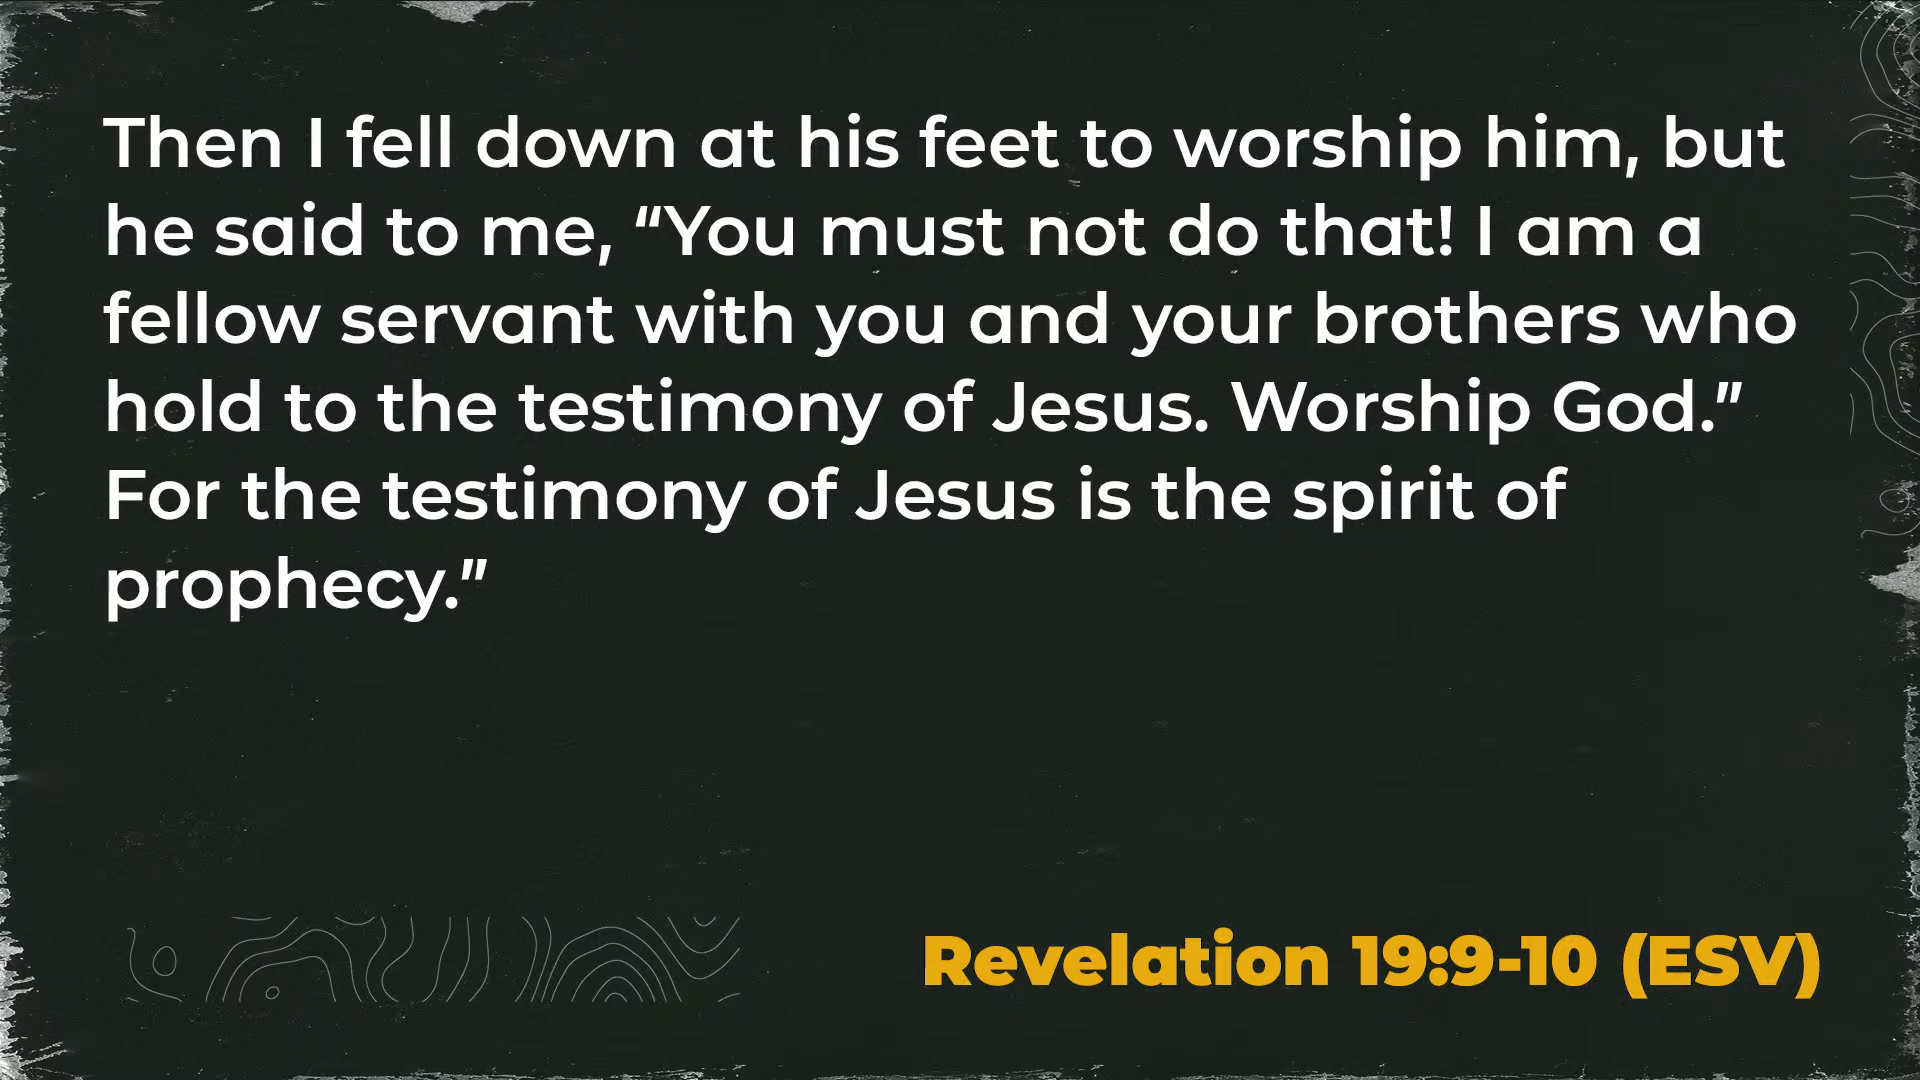 Then I fell down at his feet to worship him, but
he said to me, “You must not do that! I am a
fellow servant with you and your brothers who
hold to the testimony of Jesus. Worship God.”
For the testimony of Jesus is the spirit of
prophecy.”
Revelation 19:9-10 (ESV)